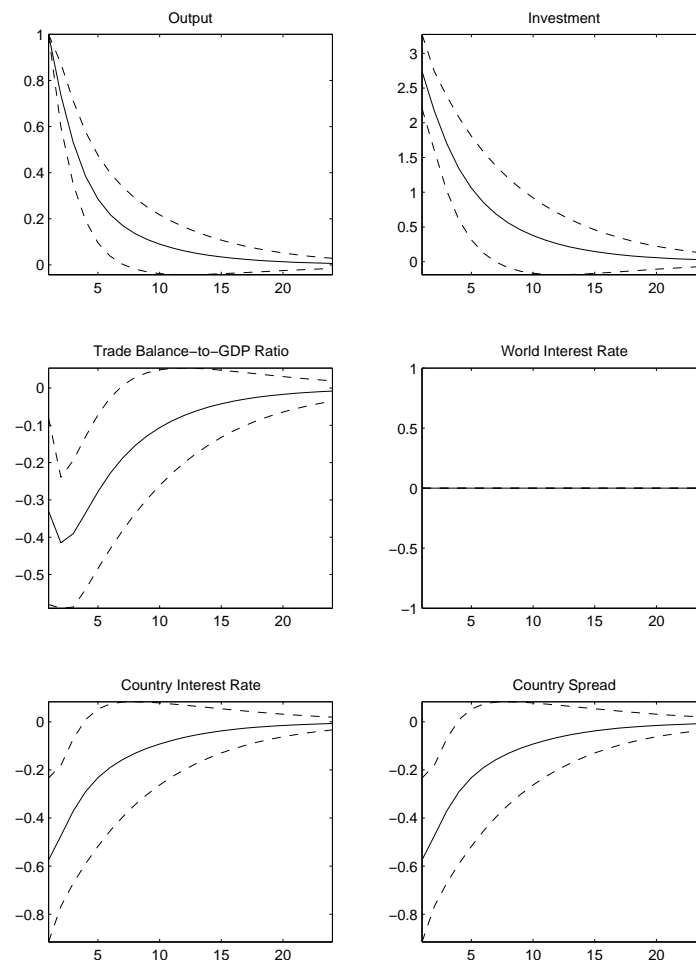 Output
1
0.8
0.6
0.4
0.2
0
5 10 15 20
Investment
3
2.5
2
1.5
1
0.5
0
5 10 15 20
Trade Balance−to−GDP Ratio
0
−0.1
−0.2
−0.3
−0.4
−0.5
5 10 15 20
World Interest Rate
1
0.5
0
−0.5
−1
5 10 15 20
Country Interest Rate
0
−0.2
−0.4
−0.6
−0.8
5 10 15 20
Country Spread
0
−0.2
−0.4
−0.6
−0.8
5 10 15 20